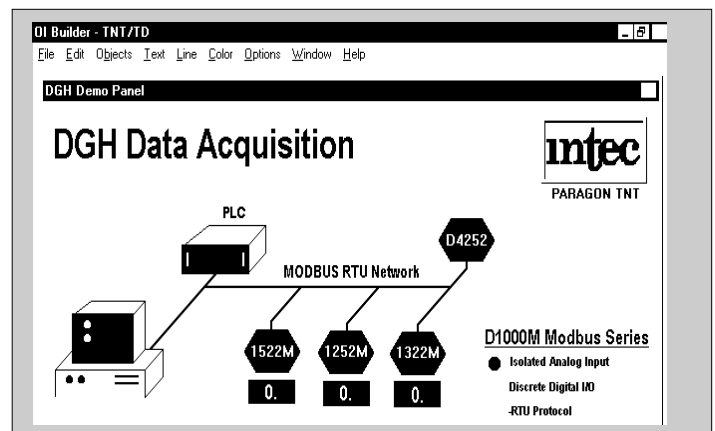 OI Builder - TNT/TD
File Edit Objects Text Line Color Options Window Help
DGH Demo Panel
DGH Data Acquisition
intec
PARAGON TNT
PLC
D4252
MODBUS RTU Network
1522M 1252M 1322M
0. 0. 0.
D1000M Modbus Series
Isolated Analog Input
Discrete Digital I/O
-RTU Protocol